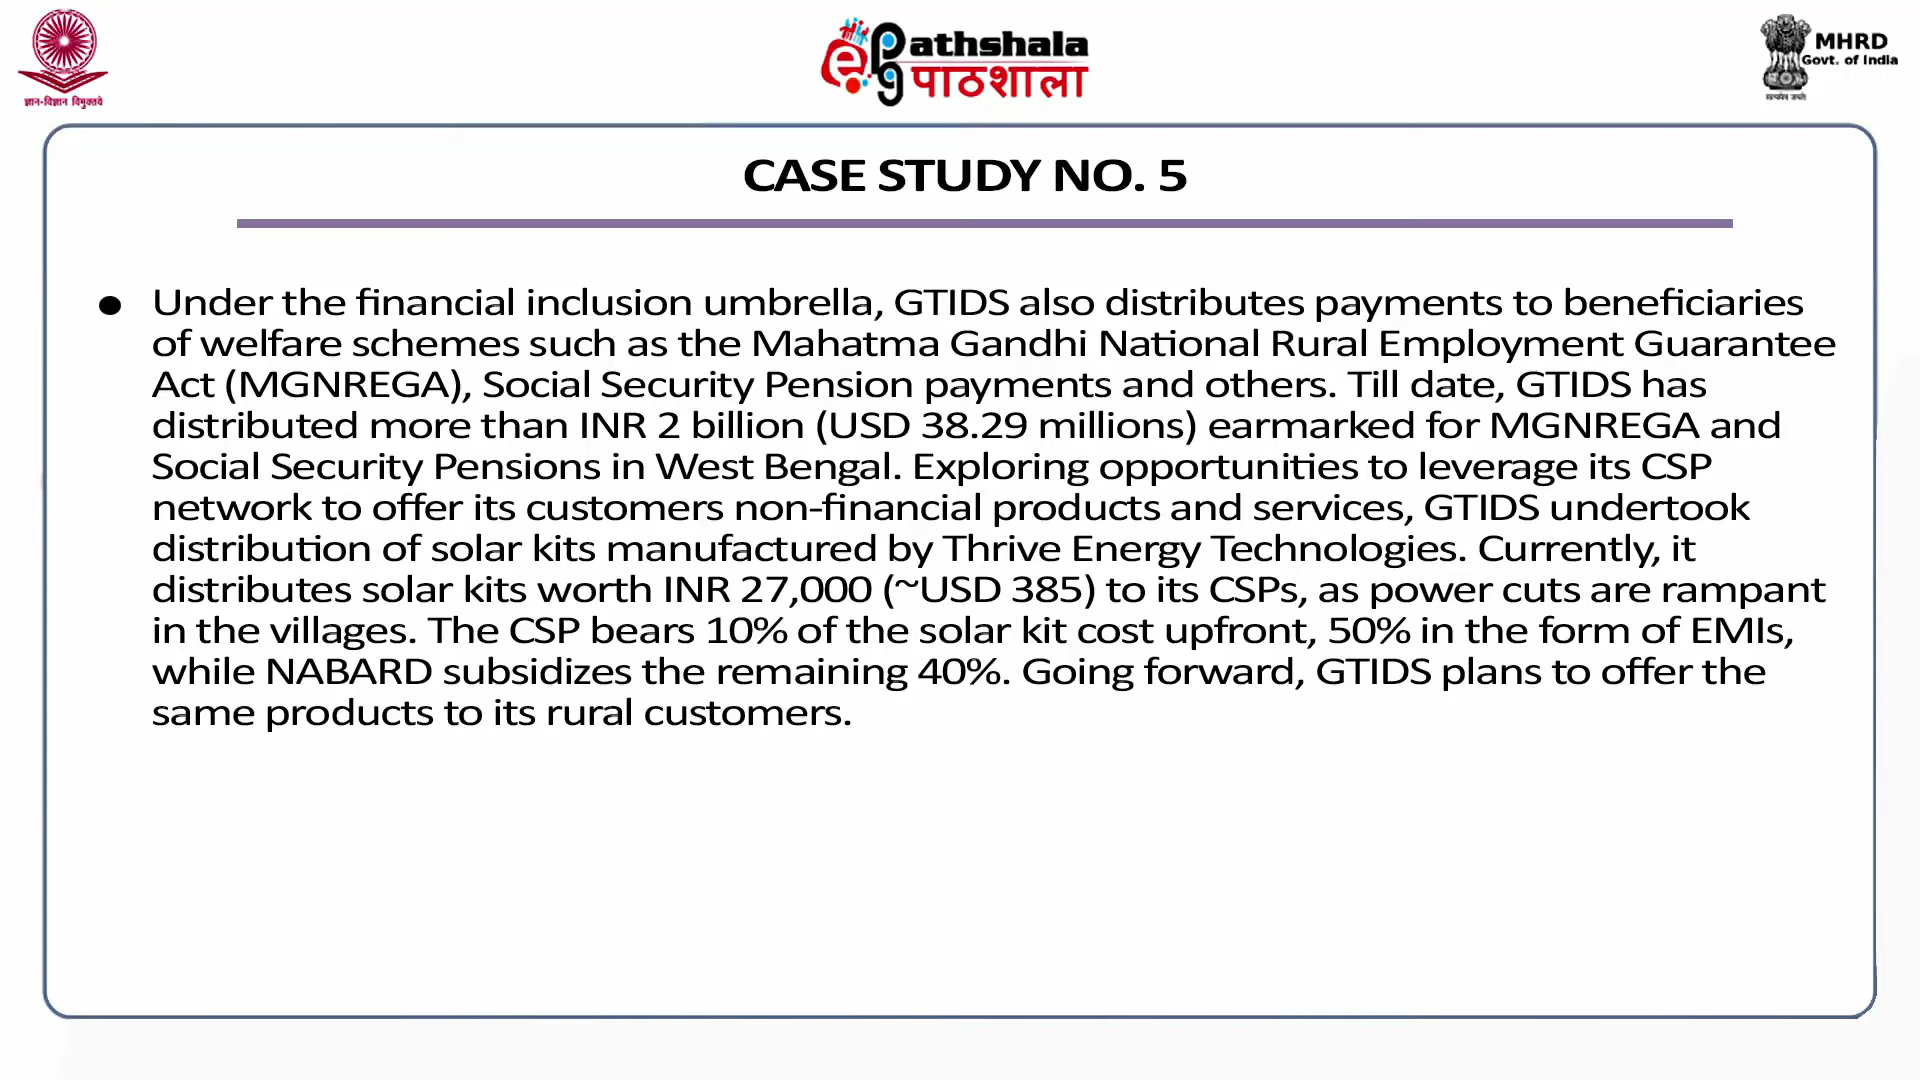 ज्ञान-विज्ञान विमुक्तये
ePG Pathshala
पाठशाला
MHRD
Govt. of India
सत्यमेव जयते
CASE STUDY NO. 5
● Under the financial inclusion umbrella, GTIDS also distributes payments to beneficiaries
of welfare schemes such as the Mahatma Gandhi National Rural Employment Guarantee
Act (MGNREGA), Social Security Pension payments and others. Till date, GTIDS has
distributed more than INR 2 billion (USD 38.29 millions) earmarked for MGNREGA and
Social Security Pensions in West Bengal. Exploring opportunities to leverage its CSP
network to offer its customers non-financial products and services, GTIDS undertook
distribution of solar kits manufactured by Thrive Energy Technologies. Currently, it
distributes solar kits worth INR 27,000 (~USD 385) to its CSPs, as power cuts are rampant
in the villages. The CSP bears 10% of the solar kit cost upfront, 50% in the form of EMIs,
while NABARD subsidizes the remaining 40%. Going forward, GTIDS plans to offer the
same products to its rural customers.